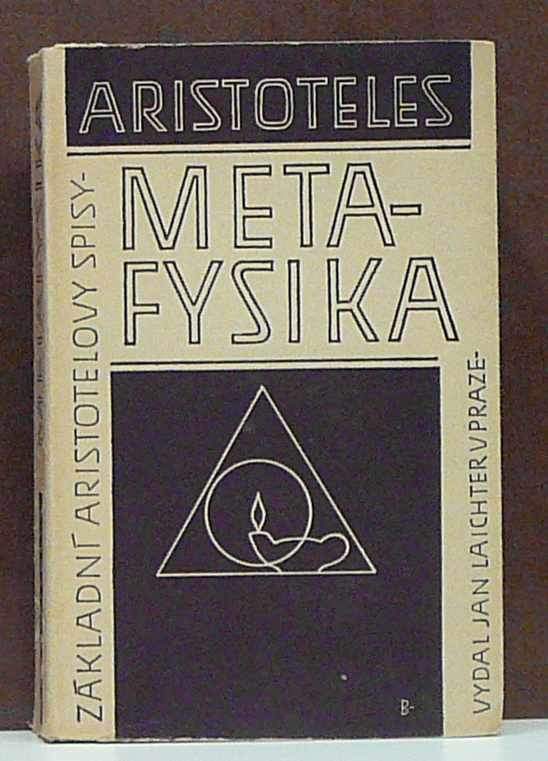 ARISTOTELES
META-
FYSIKA
ZÁKLADNÍ ARISTOTELOVY SPISY-
VYDAL JAN LAICHTER V PRAZE-
B-